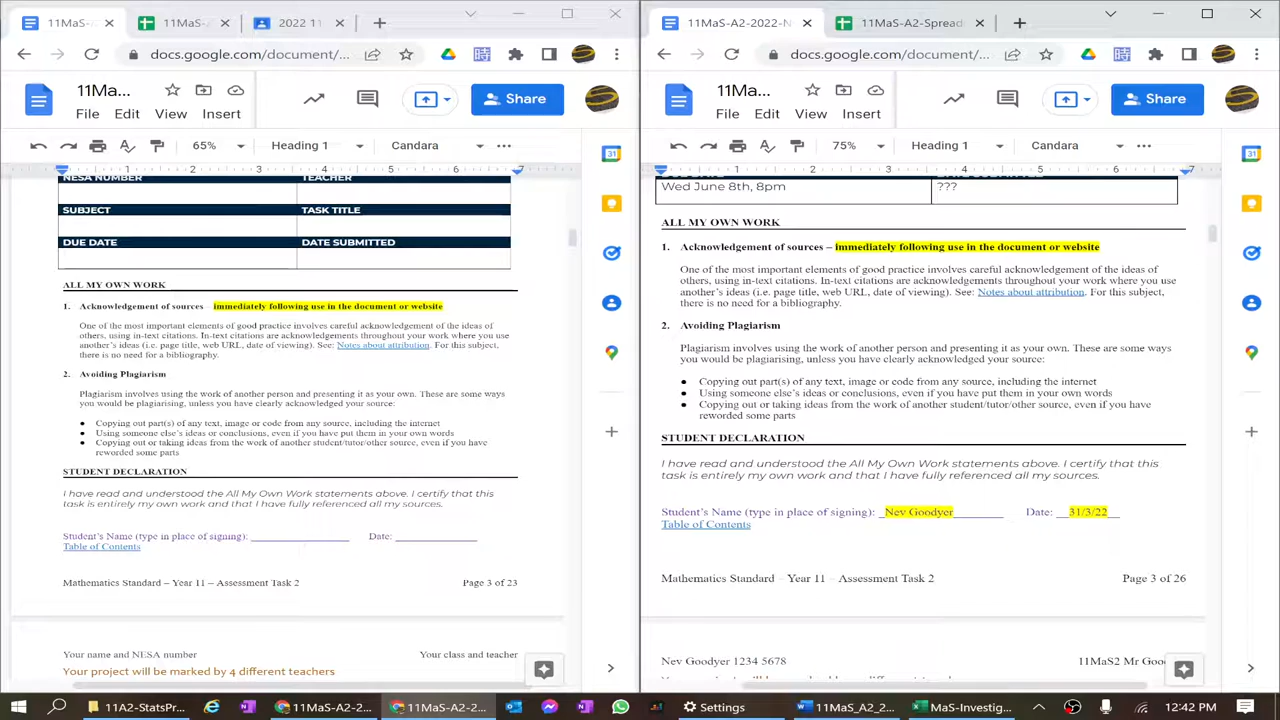 11MaS-A2-2
11MaS-A
2022 11
11MaS-A2-2022-N
11MaS-A2-Spread
docs.google.com/document/...
docs.google.com/document/...
11Ma...
Share
File Edit View Insert
65% Heading 1 Candara
11Ma...
Share
File Edit View Insert
75% Heading 1 Candara
1 2 3 4 5 6 7
NESA NUMBER TEACHER
SUBJECT TASK TITLE
DUE DATE DATE SUBMITTED
ALL MY OWN WORK
1. Acknowledgement of sources – immediately following use in the document or website
One of the most important elements of good practice involves careful acknowledgement of the ideas of
others, using in-text citations. In-text citations are acknowledgements throughout your work where you use
another's ideas (i.e. page title, web URL, date of viewing). See: Notes about attribution. For this subject,
there is no need for a bibliography.
2. Avoiding Plagiarism
Plagiarism involves using the work of another person and presenting it as your own. These are some ways
you would be plagiarising, unless you have clearly acknowledged your source:
● Copying out part(s) of any text, image or code from any source, including the internet
● Using someone else's ideas or conclusions, even if you have put them in your own words
● Copying out or taking ideas from the work of another student/tutor/other source, even if you have
reworded some parts
STUDENT DECLARATION
I have read and understood the All My Own Work statements above. I certify that this
task is entirely my own work and that I have fully referenced all my sources.
Student's Name (type in place of signing): ________________ Date: ________________
Table of Contents
Mathematics Standard – Year 11 – Assessment Task 2 Page 3 of 23
Your name and NESA number Your class and teacher
Your project will be marked by 4 different teachers
1 2 3 4 5 6 7
Wed June 8th, 8pm ???
ALL MY OWN WORK
1. Acknowledgement of sources – immediately following use in the document or website
One of the most important elements of good practice involves careful acknowledgement of the ideas of
others, using in-text citations. In-text citations are acknowledgements throughout your work where you use
another's ideas (i.e. page title, web URL, date of viewing). See: Notes about attribution. For this subject,
there is no need for a bibliography.
2. Avoiding Plagiarism
Plagiarism involves using the work of another person and presenting it as your own. These are some ways
you would be plagiarising, unless you have clearly acknowledged your source:
● Copying out part(s) of any text, image or code from any source, including the internet
● Using someone else's ideas or conclusions, even if you have put them in your own words
● Copying out or taking ideas from the work of another student/tutor/other source, even if you have
reworded some parts
STUDENT DECLARATION
I have read and understood the All My Own Work statements above. I certify that this
task is entirely my own work and that I have fully referenced all my sources.
Student's Name (type in place of signing): _Nev Goodyer________ Date: __31/3/22__
Table of Contents
Mathematics Standard – Year 11 – Assessment Task 2 Page 3 of 26
Nev Goodyer 1234 5678 11MaS2 Mr Goo
11A2-StatsPr...
11MaS-A2-2...
11MaS-A2-2...
Settings
11MaS_A2_2...
MaS-Investig...
12:42 PM